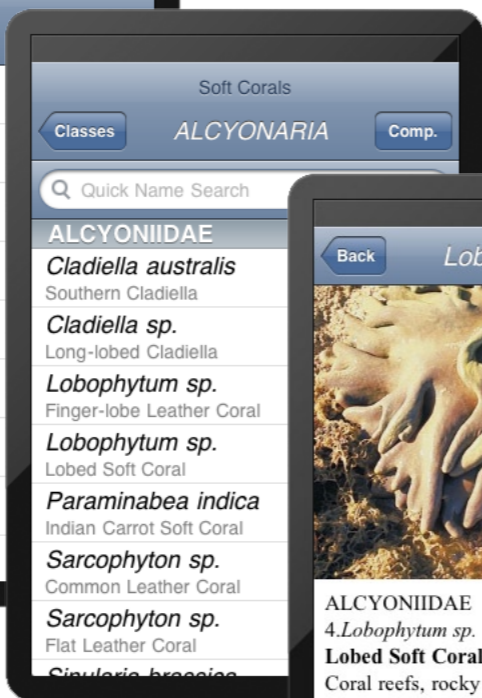 Soft Corals
Classes
ALCYONARIA
Comp.
Quick Name Search
ALCYONIIDAE
Cladiella australis
Southern Cladiella
Cladiella sp.
Long-lobed Cladiella
Lobophytum sp.
Finger-lobe Leather Coral
Lobophytum sp.
Lobed Soft Coral
Paraminabea indica
Indian Carrot Soft Coral
Sarcophyton sp.
Common Leather Coral
Sarcophyton sp.
Flat Leather Coral
Back
Lob
ALCYONIIDAE
4.Lobophytum sp.
Lobed Soft Coral
Coral reefs, rocky